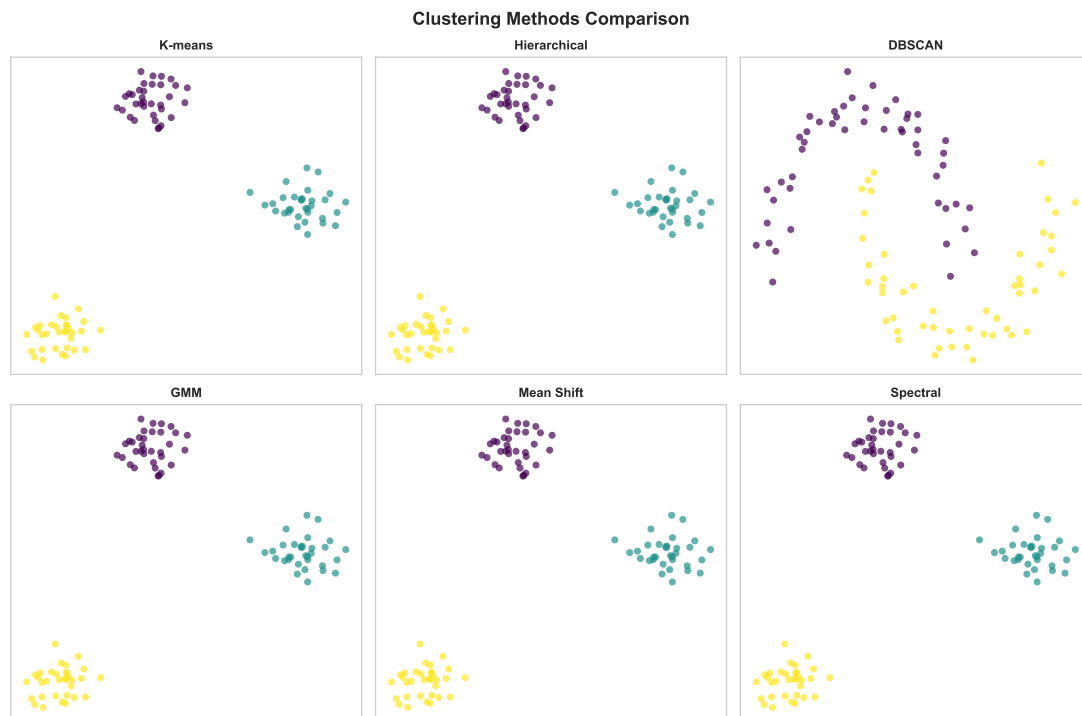 Clustering Methods Comparison
K-means
Hierarchical
DBSCAN
GMM
Mean Shift
Spectral